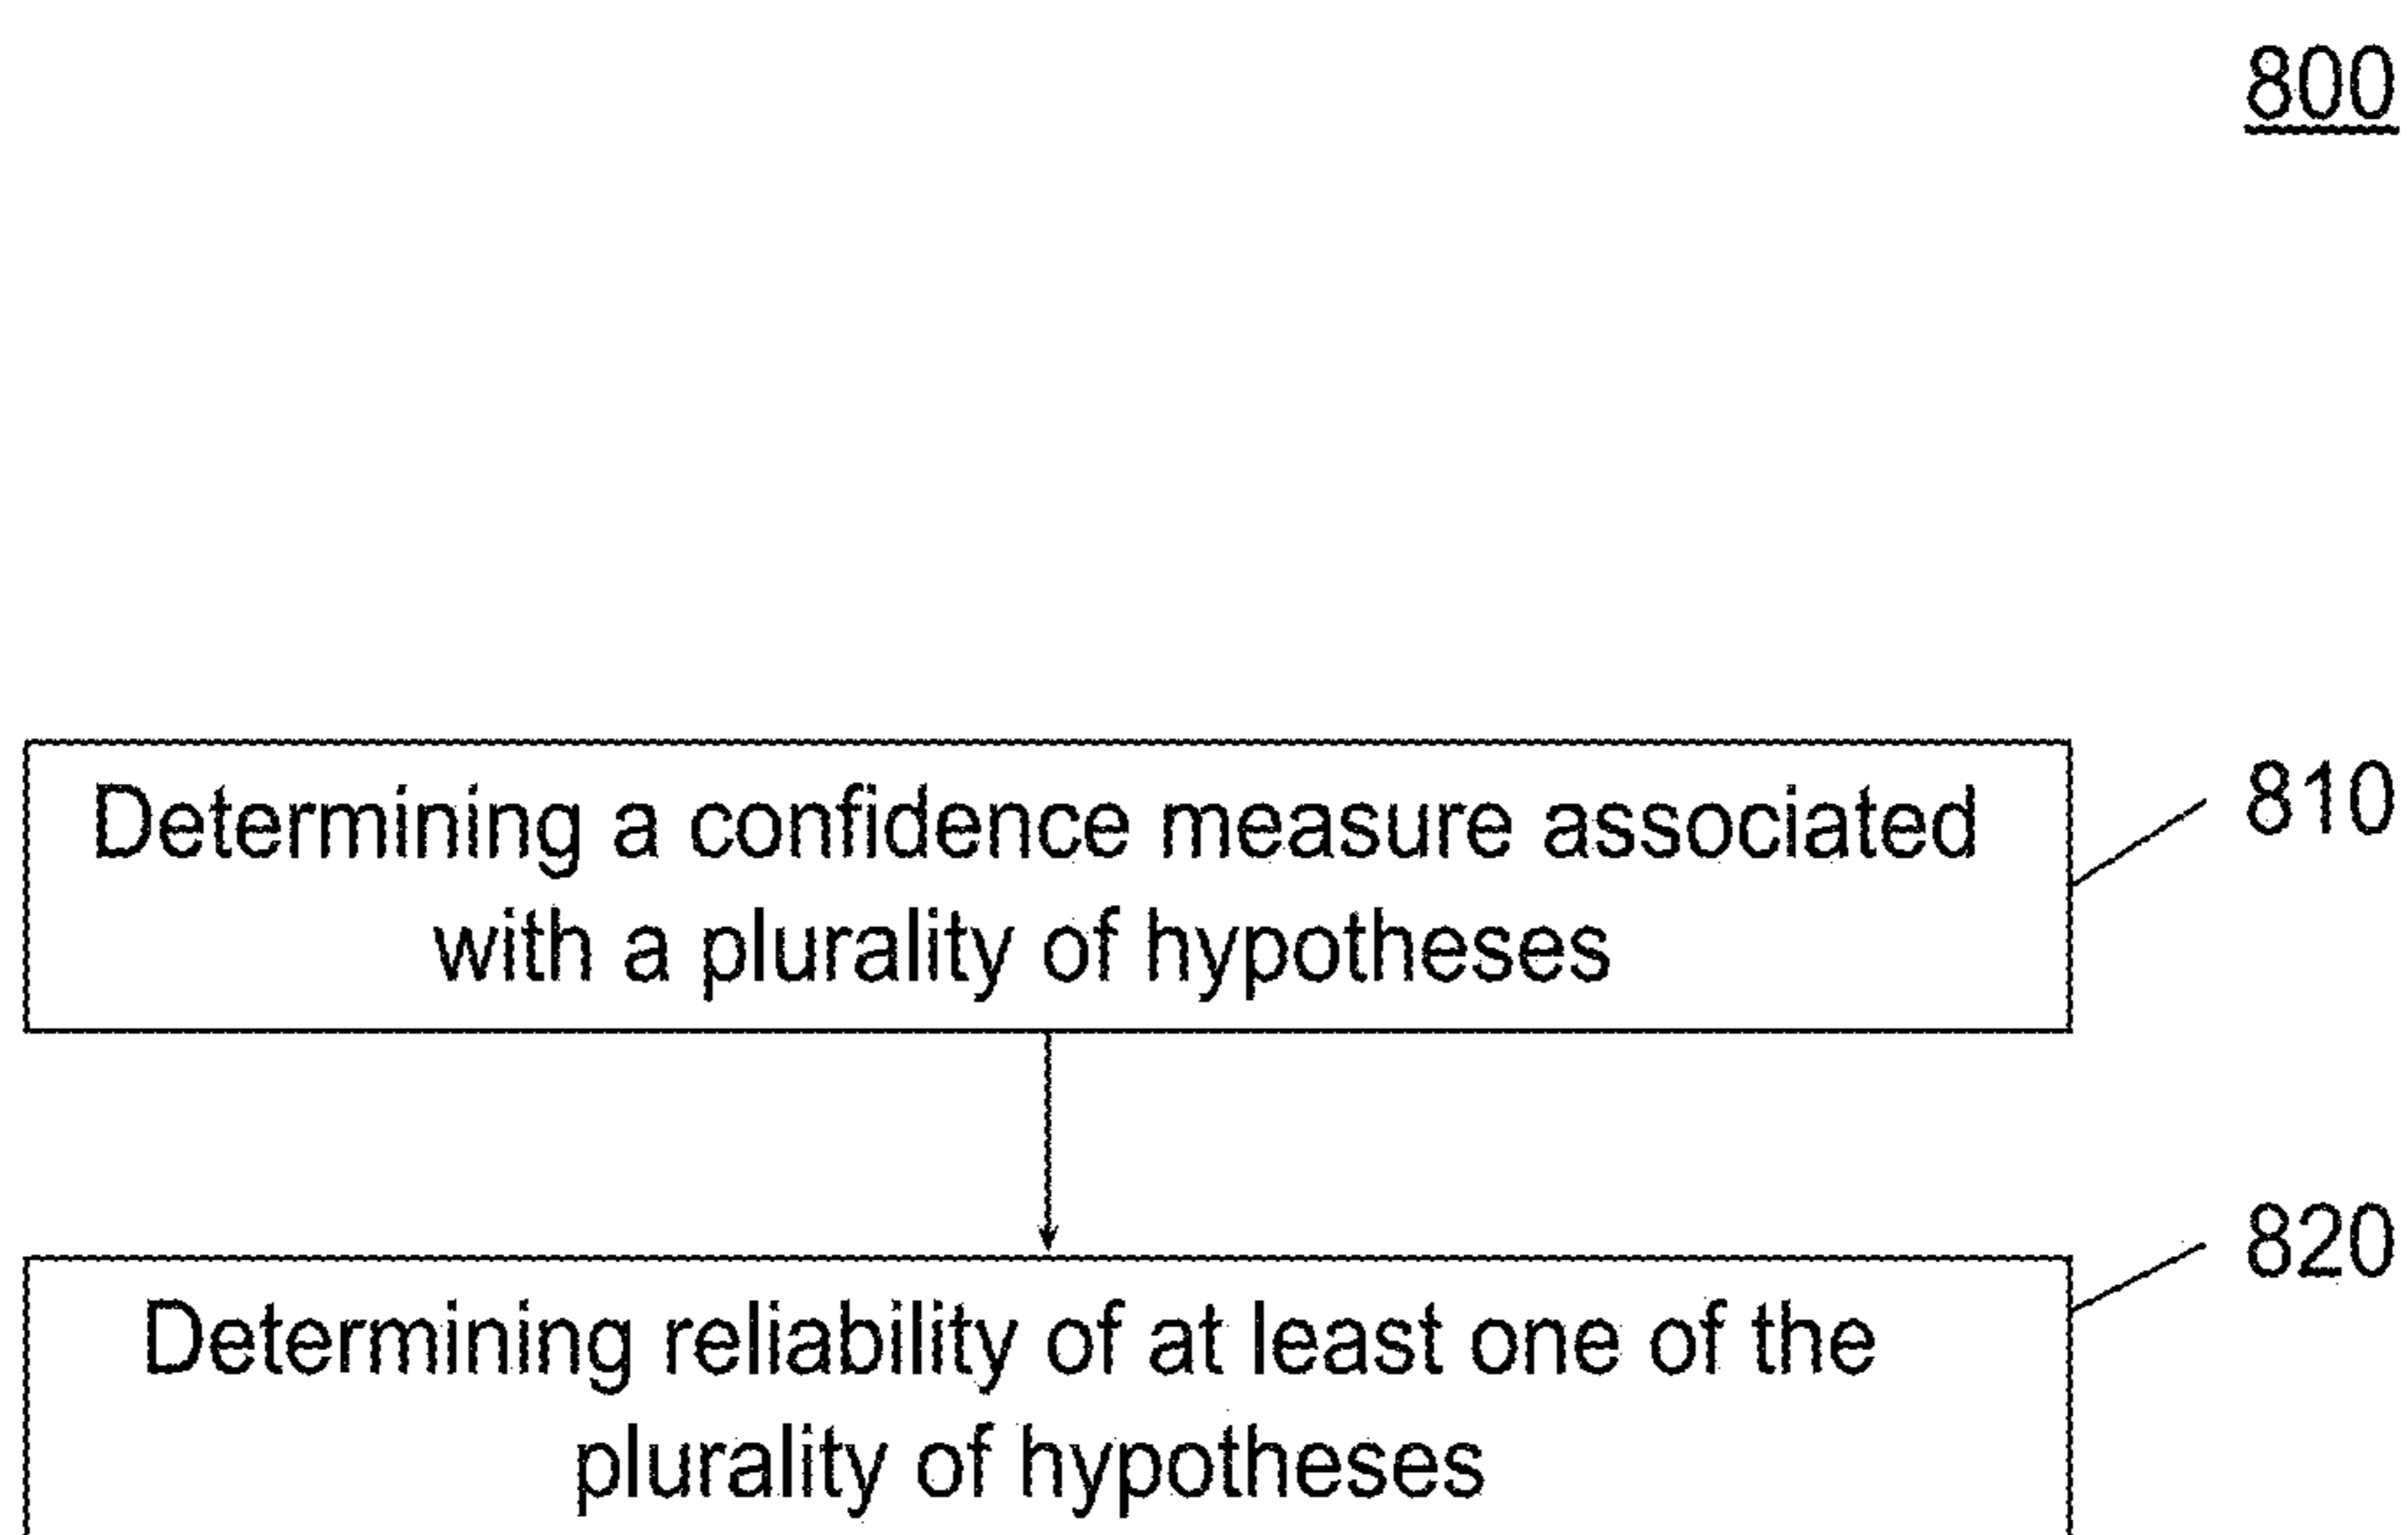 800
Determining a confidence measure associated
with a plurality of hypotheses
810
Determining reliability of at least one of the
plurality of hypotheses
820